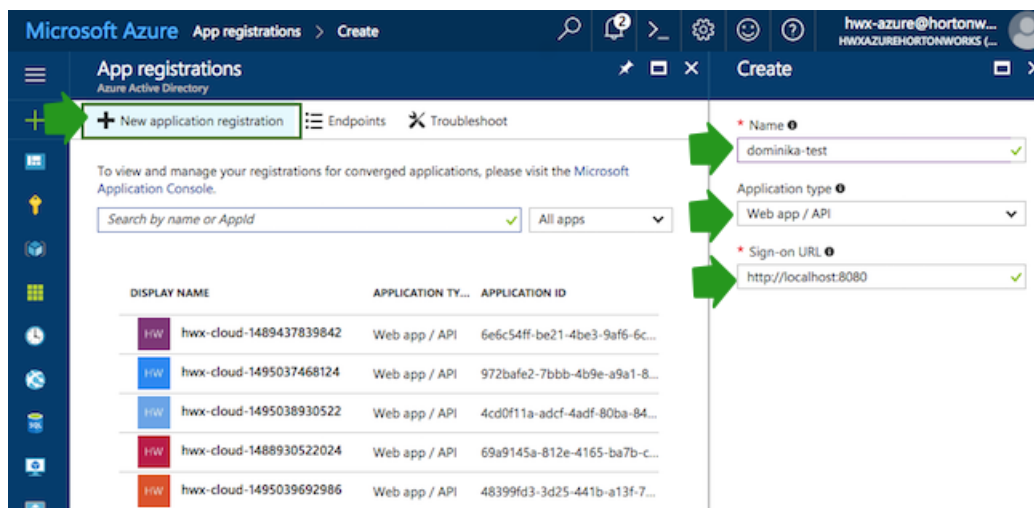 Microsoft Azure App registrations > Create
2
hwx-azure@hortonw...
HWXAZUREHORTONWORKS (...
App registrations
Azure Active Directory
New application registration
Endpoints
Troubleshoot
To view and manage your registrations for converged applications, please visit the Microsoft
Application Console.
Search by name or AppId
All apps
DISPLAY NAME APPLICATION TY... APPLICATION ID
HW hwx-cloud-1489437839842 Web app / API 6e6c54ff-be21-4be3-9af6-6c...
HW hwx-cloud-1495037468124 Web app / API 972bafe2-7bbb-4b9e-a9a1-8...
HW hwx-cloud-1495038930522 Web app / API 4cd0f11a-adcf-4adf-80ba-84...
HW hwx-cloud-1488930522024 Web app / API 69a9145a-812e-4165-ba7b-c...
HW hwx-cloud-1495039692986 Web app / API 48399fd3-3d25-441b-a13f-7...
Create
* Name
dominika-test
Application type
Web app / API
* Sign-on URL
http://localhost:8080
SQL